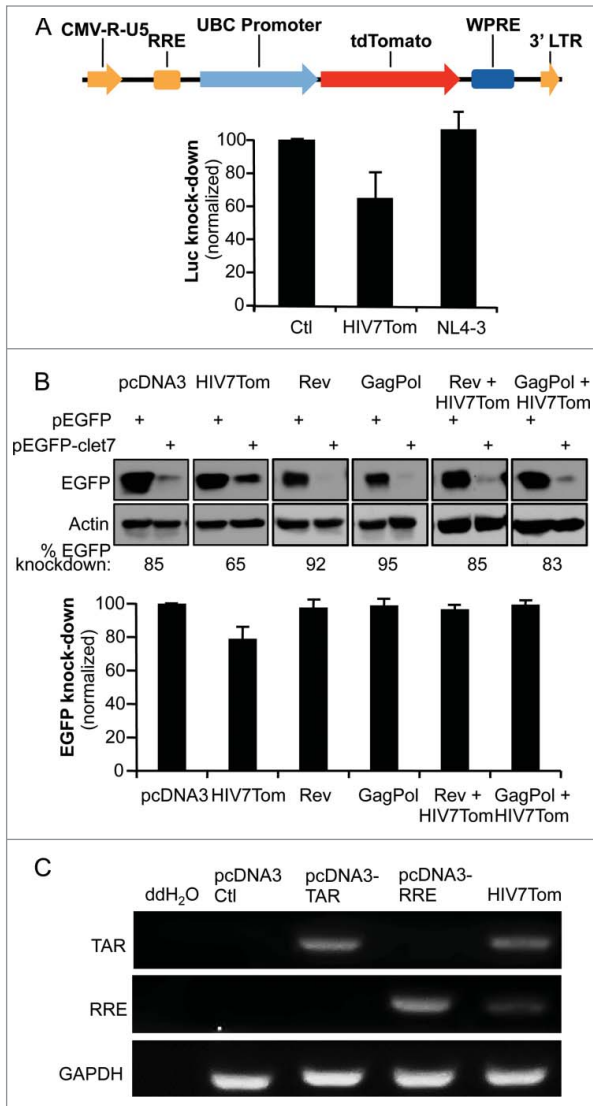 A
CMV-R-U5 RRE UBC Promoter tdTomato WPRE 3' LTR
Luc knock-down
(normalized)
100
80
60
40
20
0
Ctl HIV7Tom NL4-3
B
pcDNA3 HIV7Tom Rev GagPol Rev + HIV7Tom GagPol + HIV7Tom
pEGFP + + + + + +
pEGFP-clet7 + + + + + +
EGFP
Actin
% EGFP
knockdown: 85 65 92 95 85 83
EGFP knock-down
(normalized)
100
80
60
40
20
0
pcDNA3 HIV7Tom Rev GagPol Rev + HIV7Tom GagPol + HIV7Tom
C
ddH₂O pcDNA3 Ctl pcDNA3-TAR pcDNA3-RRE HIV7Tom
TAR
RRE
GAPDH